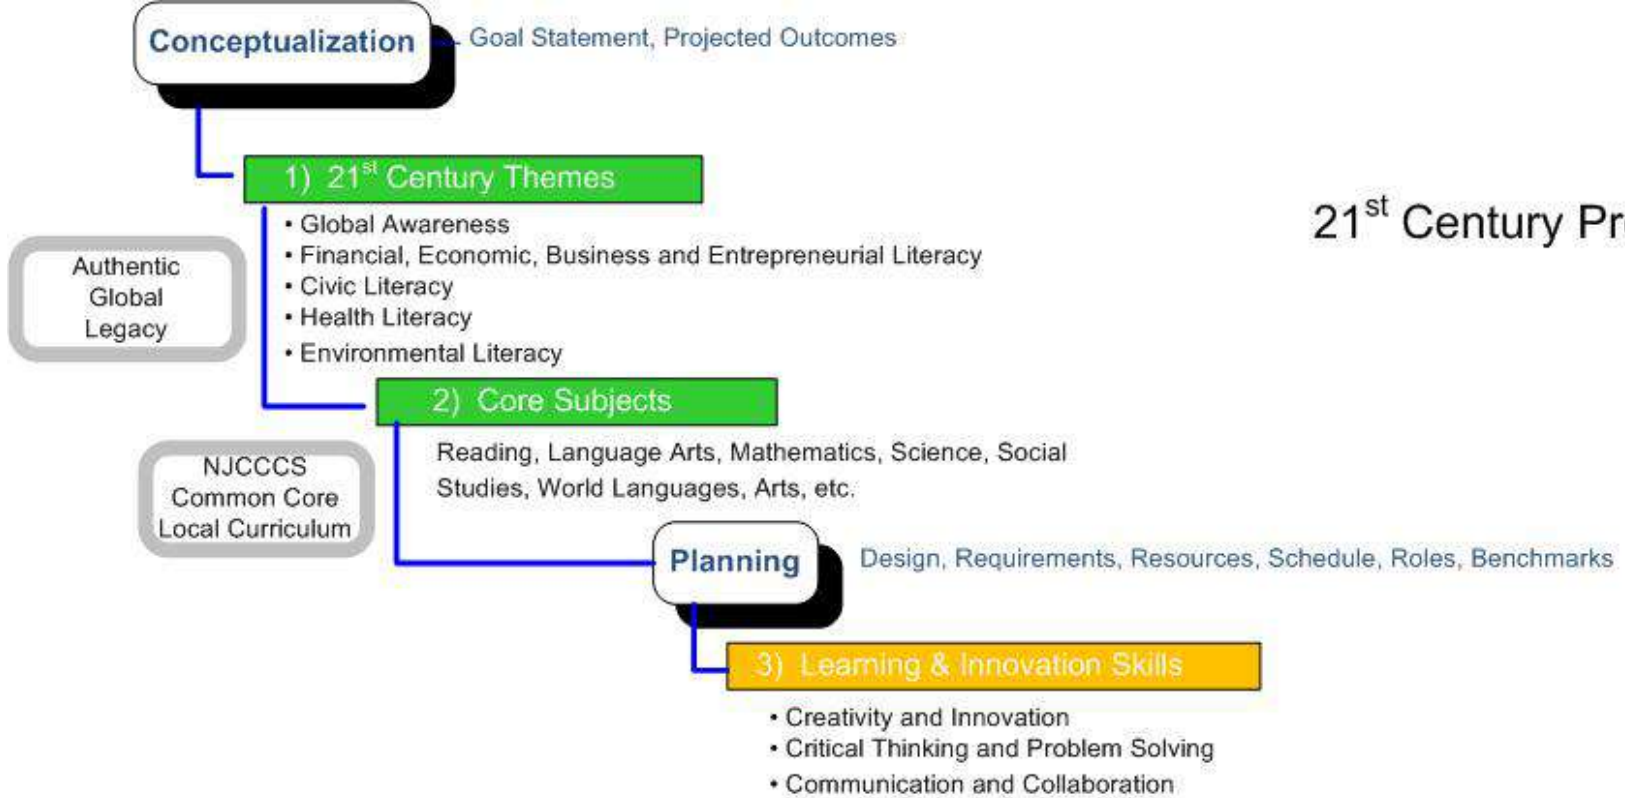 Conceptualization
Goal Statement, Projected Outcomes
1) 21st Century Themes
• Global Awareness
• Financial, Economic, Business and Entrepreneurial Literacy
• Civic Literacy
• Health Literacy
• Environmental Literacy
Authentic
Global
Legacy
21st Century
2) Core Subjects
Reading, Language Arts, Mathematics, Science, Social
Studies, World Languages, Arts, etc.
NJCCCS
Common Core
Local Curriculum
Planning
Design, Requirements, Resources, Schedule, Roles, Benchmarks
3) Learning & Innovation Skills
• Creativity and Innovation
• Critical Thinking and Problem Solving
• Communication and Collaboration